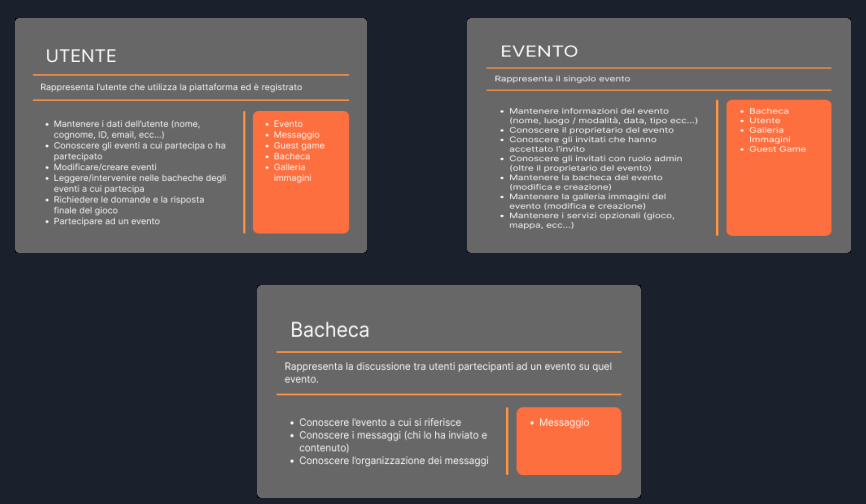 UTENTE
Rappresenta l'utente che utilizza la piattaforma ed è registrato
• Mantenere i dati dell'utente (nome,
cognome, ID, email, ecc...)
• Conoscere gli eventi a cui partecipa o ha
partecipato
• Modificare/creare eventi
• Leggere/intervenire nelle bacheche degli
eventi a cui partecipa
• Richiedere le domande e la risposta
finale del gioco
• Partecipare ad un evento
• Evento
• Messaggio
• Guest game
• Bacheca
• Galleria
immagini
EVENTO
Rappresenta il singolo evento
• Mantenere informazioni del evento
(nome, luogo / modalità, data, tipo ecc...)
• Conoscere il proprietario del evento
• Conoscere gli invitati che hanno
accettato l'invito
• Conoscere gli invitati con ruolo admin
(oltre il proprietario del evento)
• Mantenere la bacheca del evento
(modifica e creazione)
• Mantenere la galleria immagini del
evento (modifica e creazione)
• Mantenere i servizi opzionali (gioco,
mappa, ecc...)
• Bacheca
• Utente
• Galleria
Immagini
• Guest Game
Bacheca
Rappresenta la discussione tra utenti partecipanti ad un evento su quel
evento.
• Conoscere l'evento a cui si riferisce
• Conoscere i messaggi (chi lo ha inviato e
contenuto)
• Conoscere l'organizzazione dei messaggi
• Messaggio